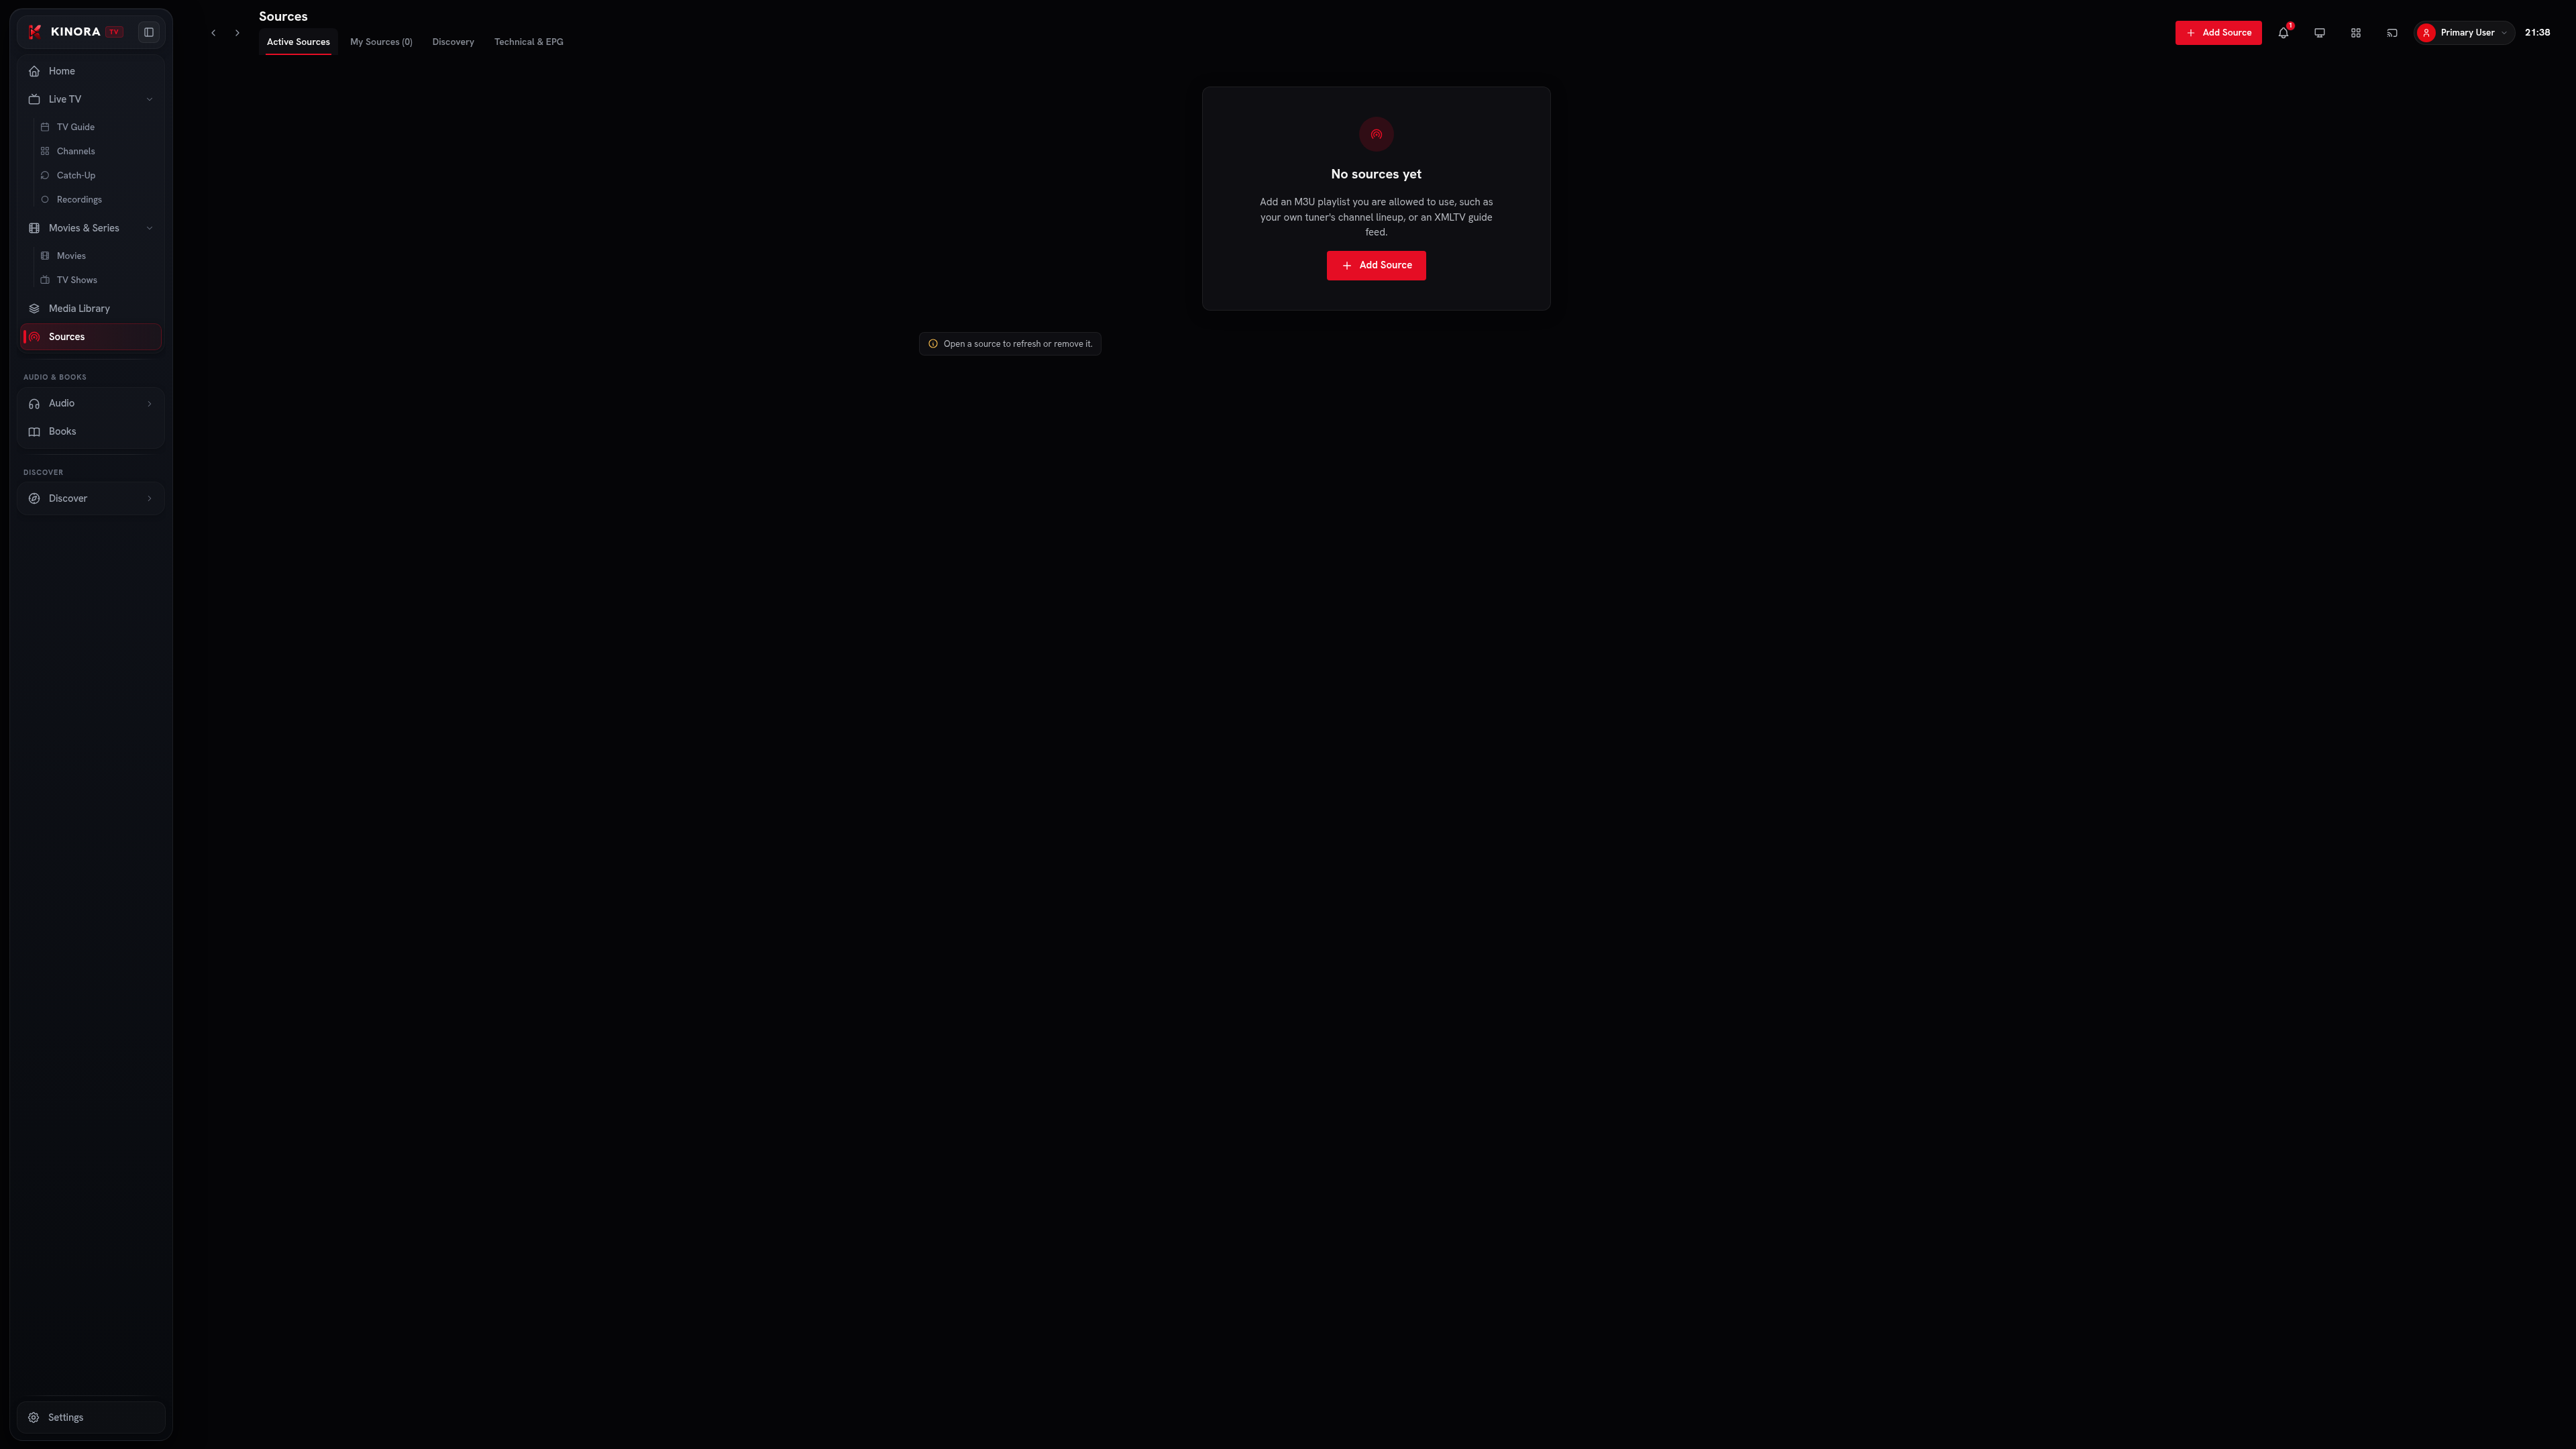 KINORA TV
Home
Live TV
TV Guide
Channels
Catch-Up
Recordings
Movies & Series
Movies
TV Shows
Media Library
Sources
AUDIO & BOOKS
Audio
Books
DISCOVER
Discover
Settings
Sources
Active Sources
My Sources (0)
Discovery
Technical & EPG
Add Source
1
Primary User
21:38
No sources yet
Add an M3U playlist you are allowed to use, such as
your own tuner's channel lineup, or an XMLTV guide
feed.
Add Source
Open a source to refresh or remove it.